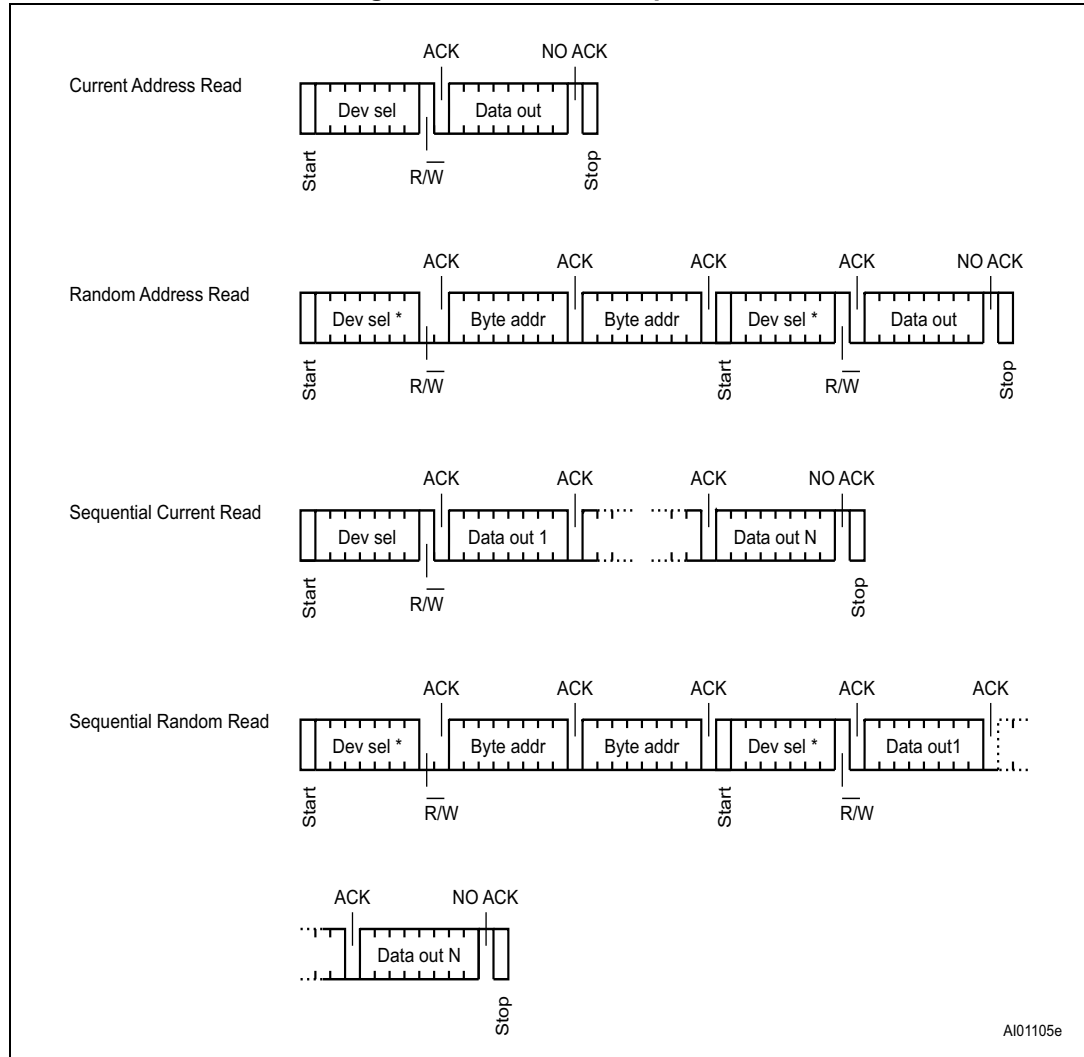 ACK NO ACK
Current Address Read
Dev sel Data out
Start R/W Stop
ACK ACK ACK ACK NO ACK
Random Address Read
Dev sel * Byte addr Byte addr Dev sel * Data out
Start R/W Start R/W Stop
ACK ACK ACK NO ACK
Sequential Current Read
Dev sel Data out 1 Data out N
Start R/W Stop
ACK ACK ACK ACK ACK
Sequential Random Read
Dev sel * Byte addr Byte addr Dev sel * Data out1
Start R/W Start R/W
ACK NO ACK
Data out N
Stop
AI01105e